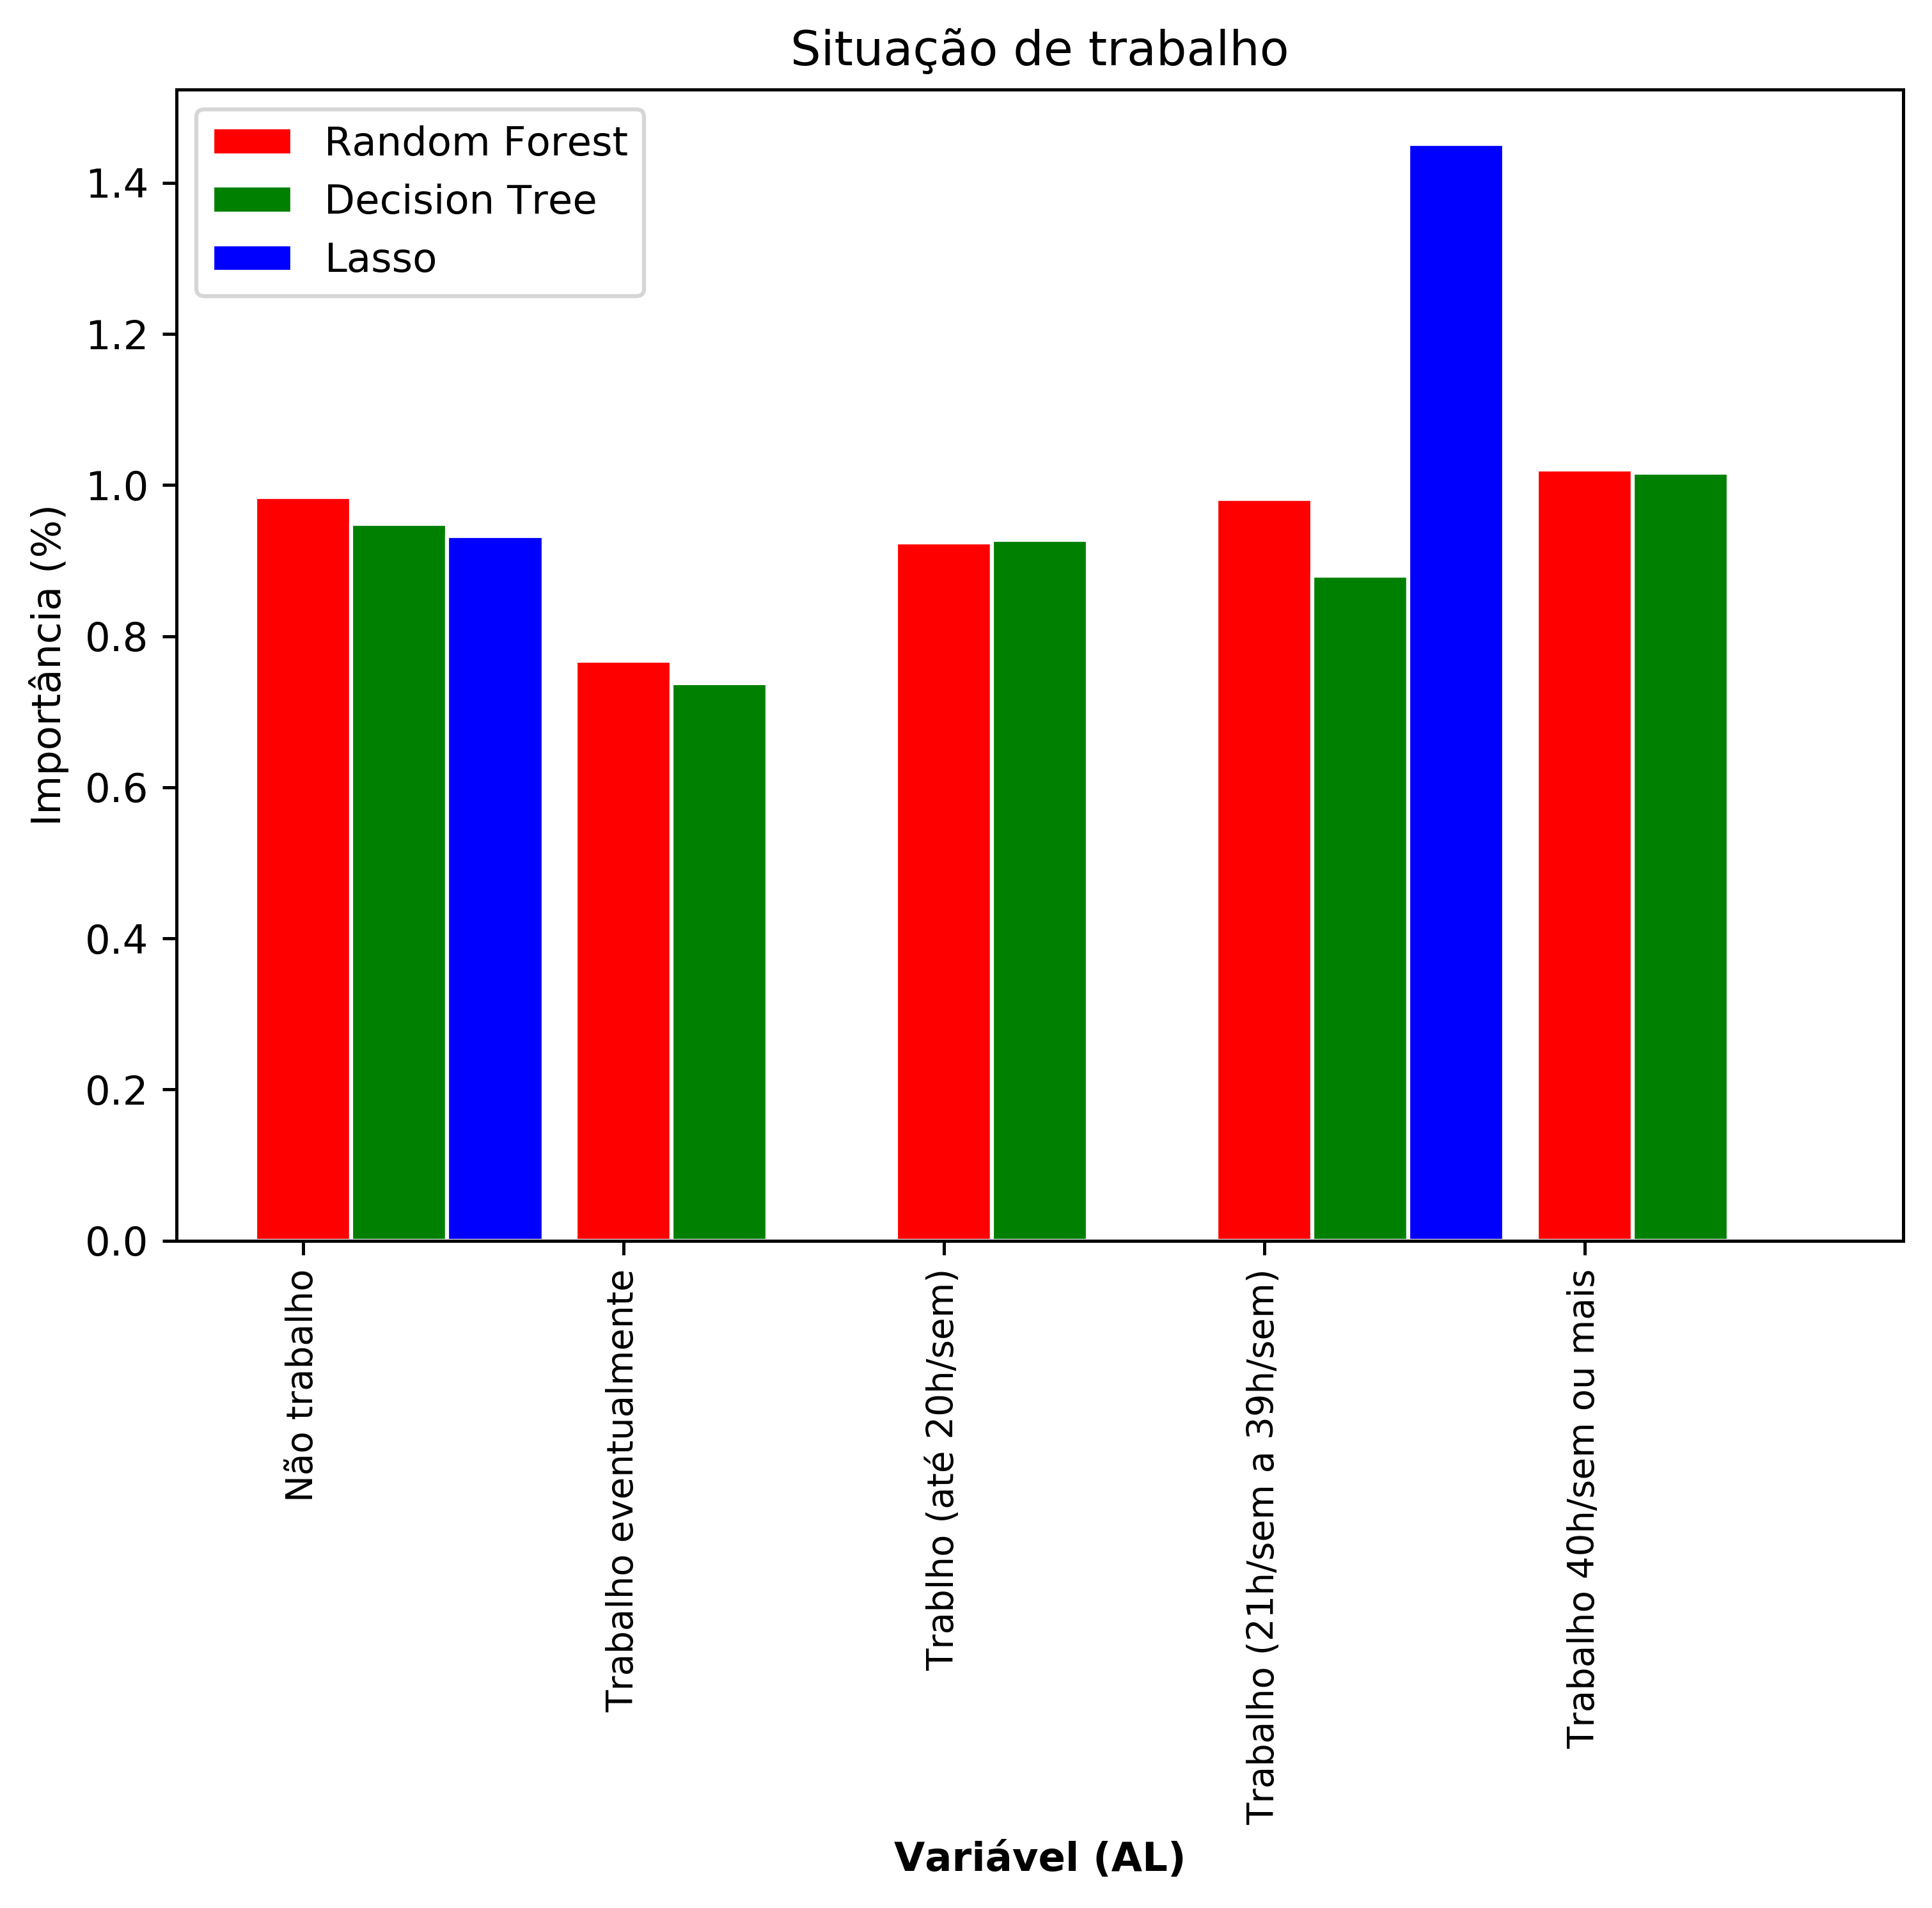 Situação de trabalho
Random Forest
Decision Tree
Lasso
Importância (%)
1.4
1.2
1.0
0.8
0.6
0.4
0.2
0.0
Não trabalho
Trabalho eventualmente
Trablho (até 20h/sem)
Trabalho (21h/sem a 39h/sem)
Trabalho 40h/sem ou mais
Variável (AL)